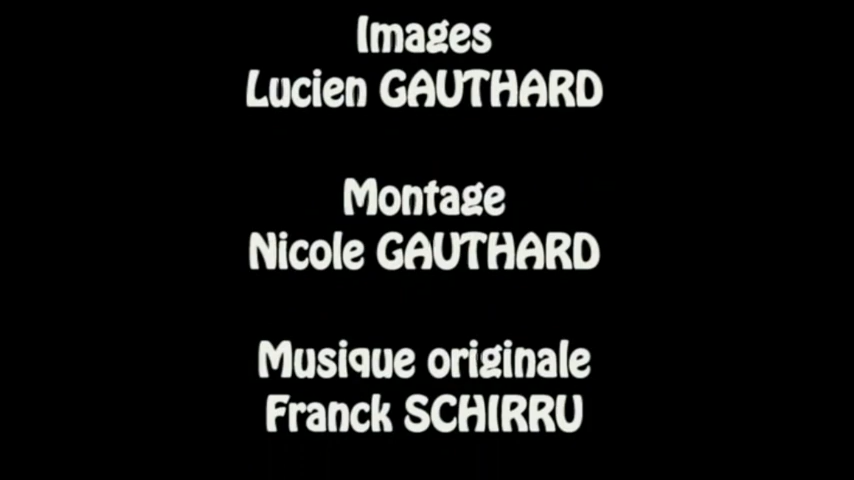 Images
Lucien GAUTHARD
Montage
Nicole GAUTHARD
Musique originale
Franck SCHIRRU